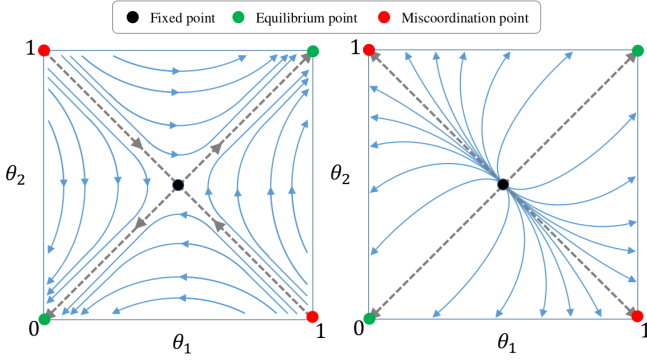 Fixed point Equilibrium point Miscoordination point
1 1
θ₂ θ₂
0 θ₁ 1 0 θ₁ 1